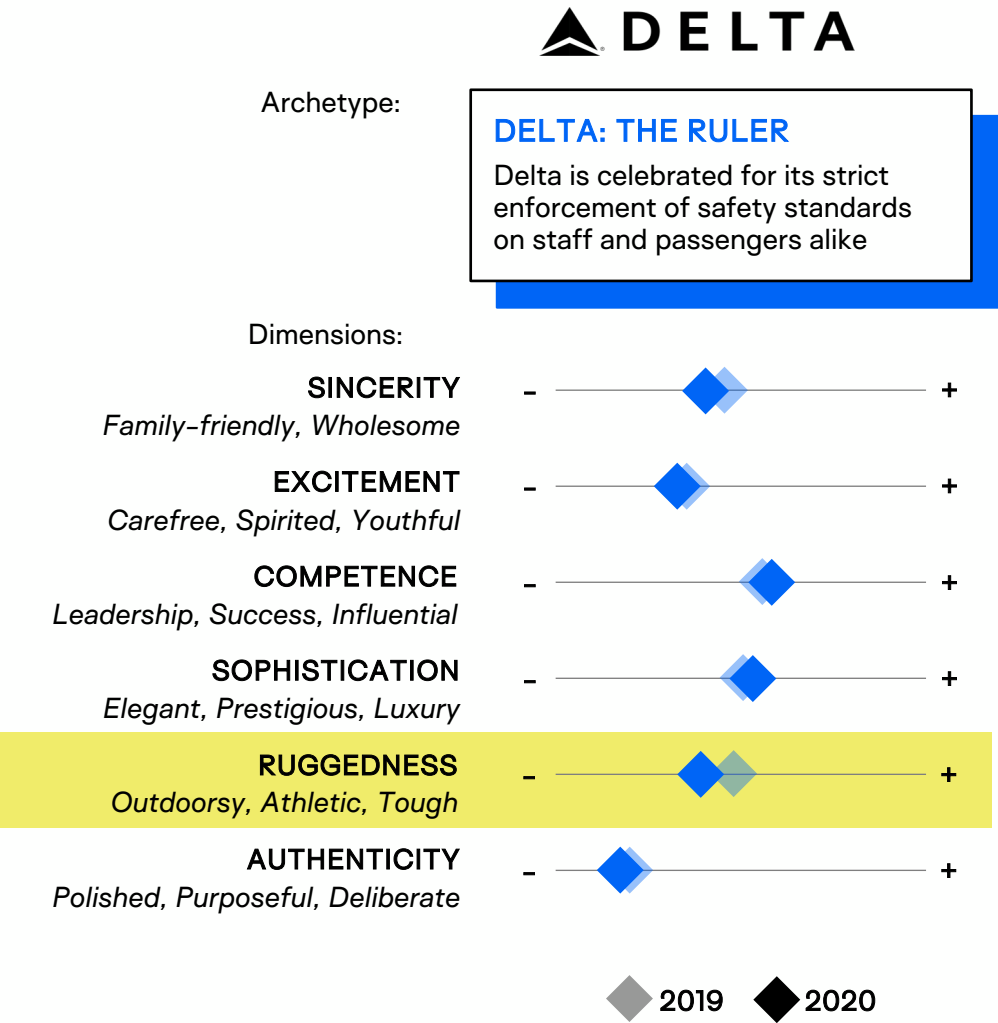 DELTA
Archetype:
DELTA: THE RULER
Delta is celebrated for its strict
enforcement of safety standards
on staff and passengers alike
Dimensions:
SINCERITY
- +
Family-friendly, Wholesome
EXCITEMENT
- +
Carefree, Spirited, Youthful
COMPETENCE
- +
Leadership, Success, Influential
SOPHISTICATION
- +
Elegant, Prestigious, Luxury
RUGGEDNESS
- +
Outdoorsy, Athletic, Tough
AUTHENTICITY
- +
Polished, Purposeful, Deliberate
2019 2020